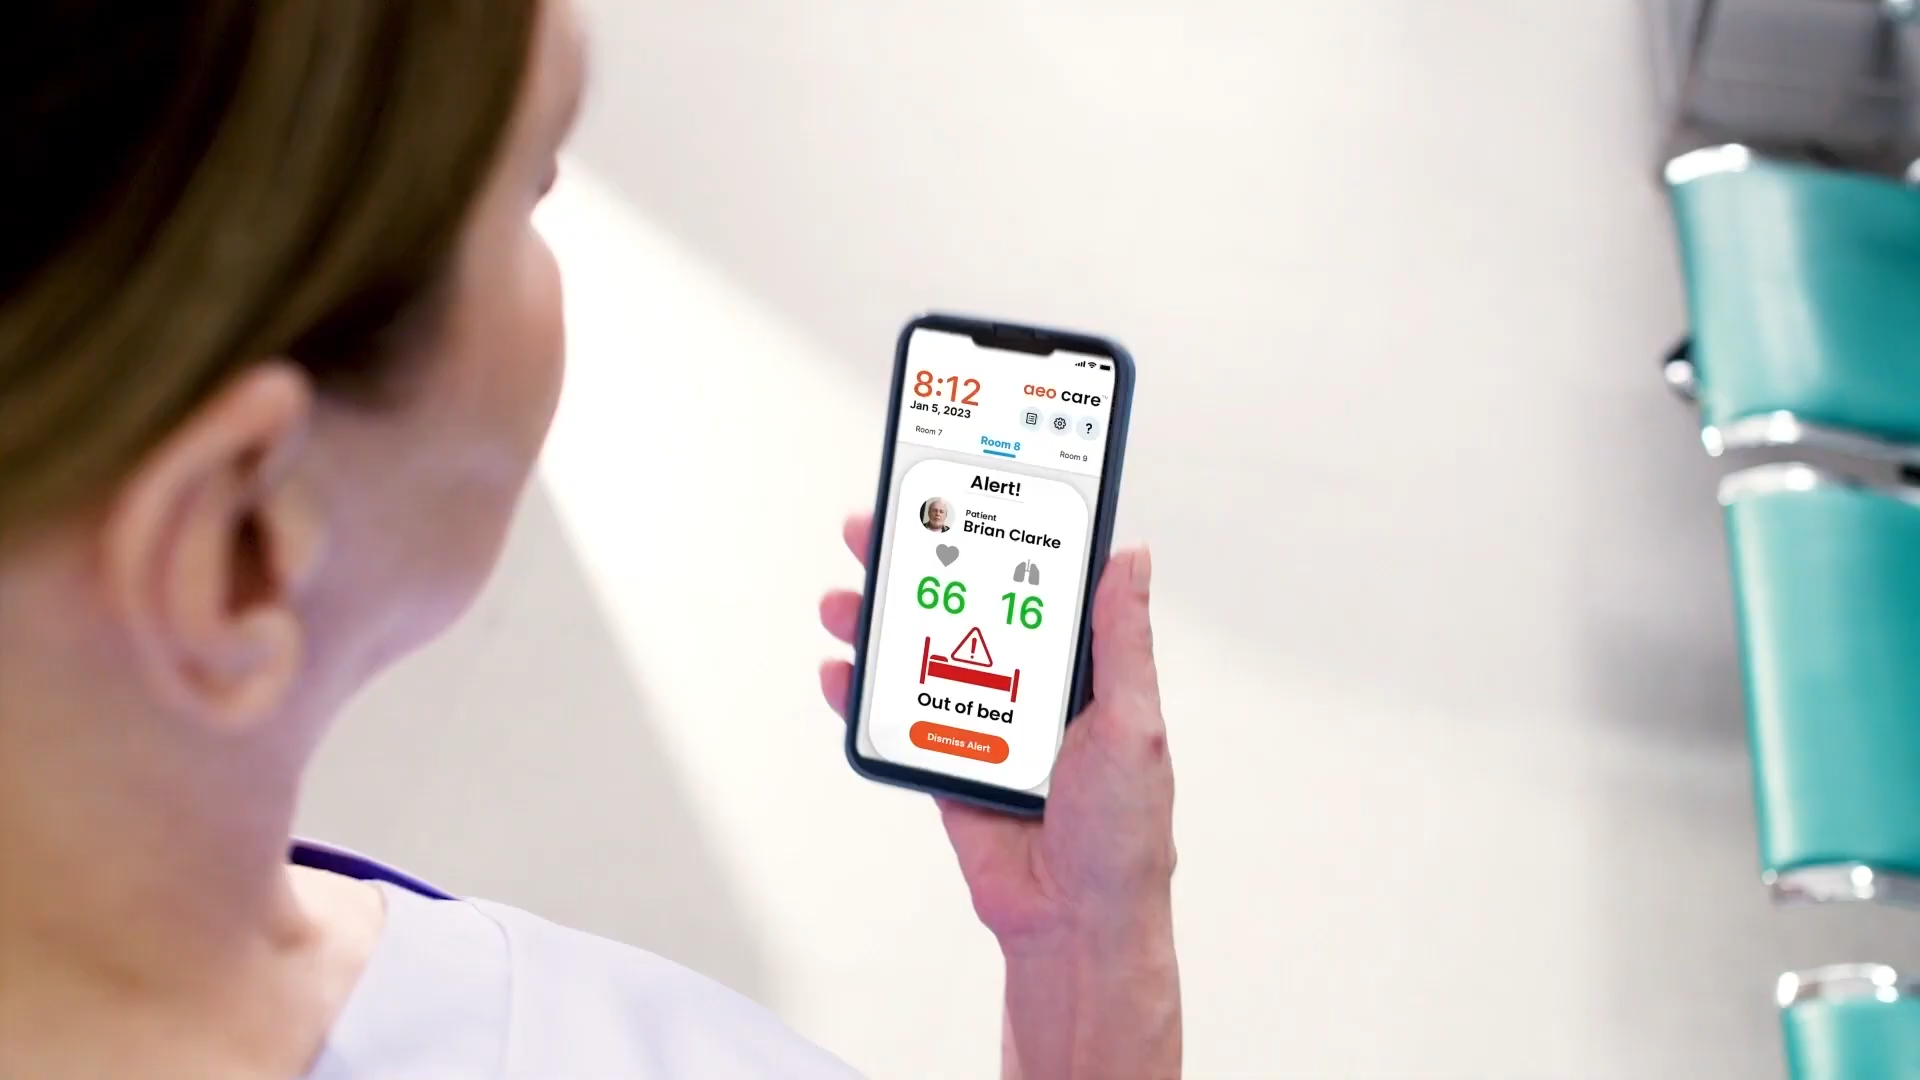 8:12
aeo care™
Jan 5, 2023
?
Room 7
Room 8
Room 9
Alert!
Patient
Brian Clarke
66
16
Out of bed
Dismiss Alert